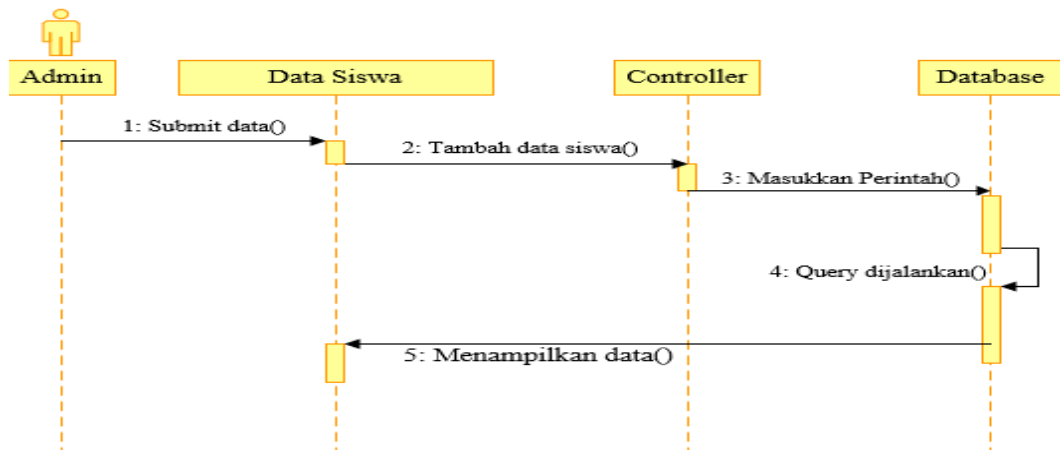 Admin
Data Siswa
Controller
Database
1: Submit data()
2: Tambah data siswa()
3: Masukkan Perintah()
4: Query dijalankan()
5: Menampilkan data()